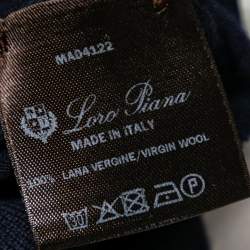 MA04122
Loro Piana
MADE IN ITALY
100% LANA VERGINE/VIRGIN WOOL